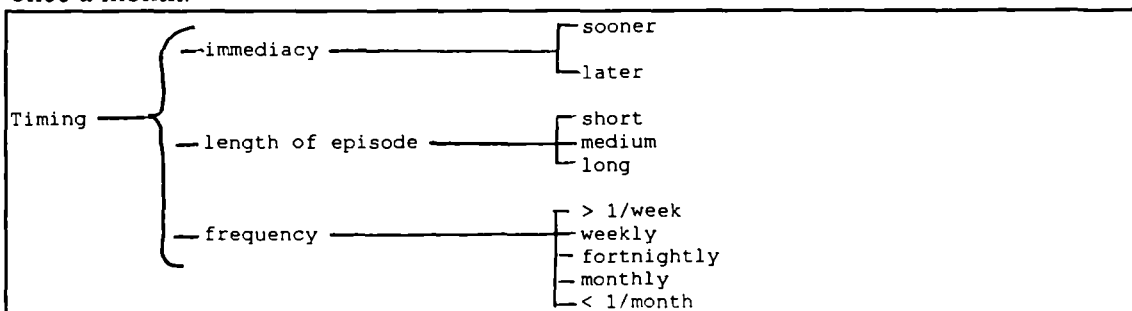 once a month.
sooner
immediacy
later
Timing
short
length of episode
medium
long
> 1/week
frequency
weekly
fortnightly
monthly
< 1/month